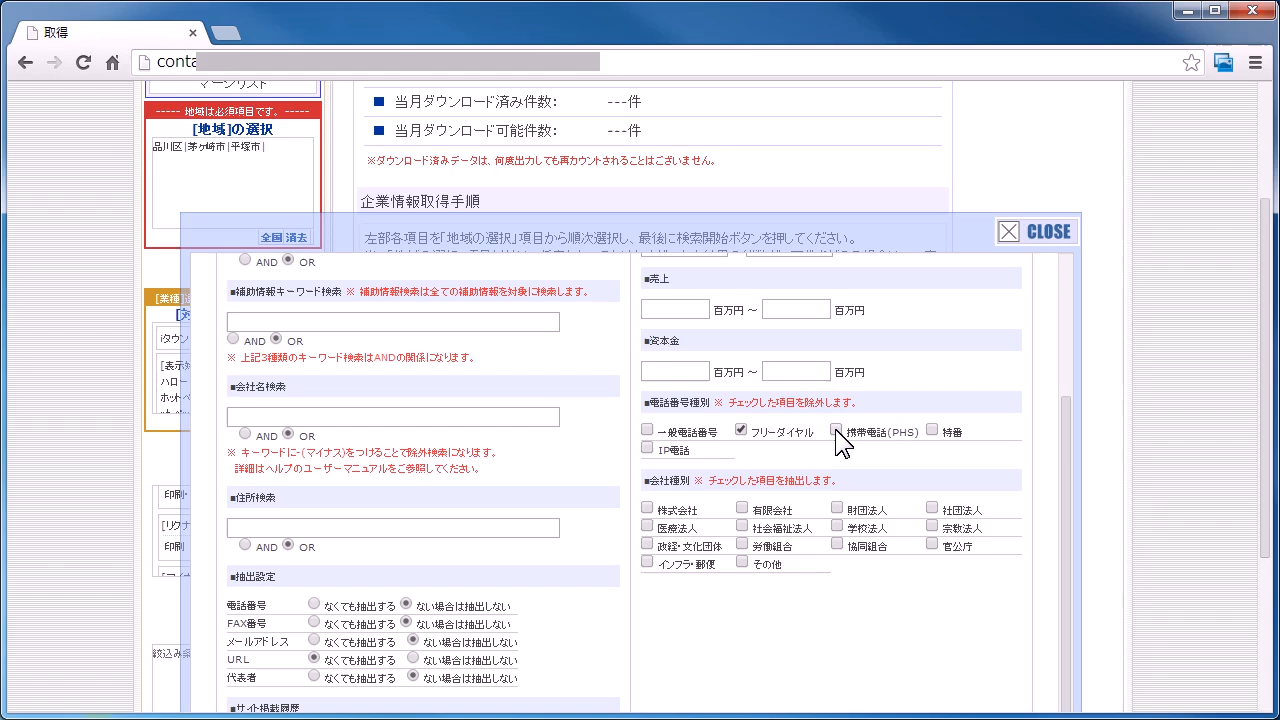 取得
conta
マージリスト
----- 地域は必須項目です。 -----
[地域]の選択
品川区|茅ヶ崎市|平塚市|
全国 消去
■ 当月ダウンロード済み件数: ---件
■ 当月ダウンロード可能件数: ---件
※ダウンロード済みデータは、何度出力しても再カウントされることはございません。
企業情報取得手順
左部各項目を「地域の選択」項目から順次選択し、最後に検索開始ボタンを押してください。
CLOSE
[業種]
[表示対
ハロー
印刷・
[リクナ
印刷
絞込み条
AND OR
■補助情報キーワード検索 ※ 補助情報検索は全ての補助情報を対象に検索します。
AND OR
※ 上記3種類のキーワード検索はANDの関係になります。
■会社名検索
AND OR
※ キーワードに-(マイナス)をつけることで除外検索になります。
詳細はヘルプのユーザーマニュアルをご参照してください。
■住所検索
AND OR
■抽出設定
電話番号 なくても抽出する ない場合は抽出しない
FAX番号 なくても抽出する ない場合は抽出しない
メールアドレス なくても抽出する ない場合は抽出しない
URL なくても抽出する ない場合は抽出しない
代表者 なくても抽出する ない場合は抽出しない
■サイト掲載履歴
■売上
百万円 ～ 百万円
■資本金
百万円 ～ 百万円
■電話番号種別 ※ チェックした項目を除外します。
一般電話番号 フリーダイヤル 携帯電話(PHS) 特番
IP電話
■会社種別 ※ チェックした項目を抽出します。
株式会社 有限会社 財団法人 社団法人
医療法人 社会福祉法人 学校法人 宗教法人
政経・文化団体 労働組合 協同組合 官公庁
インフラ・郵便 その他